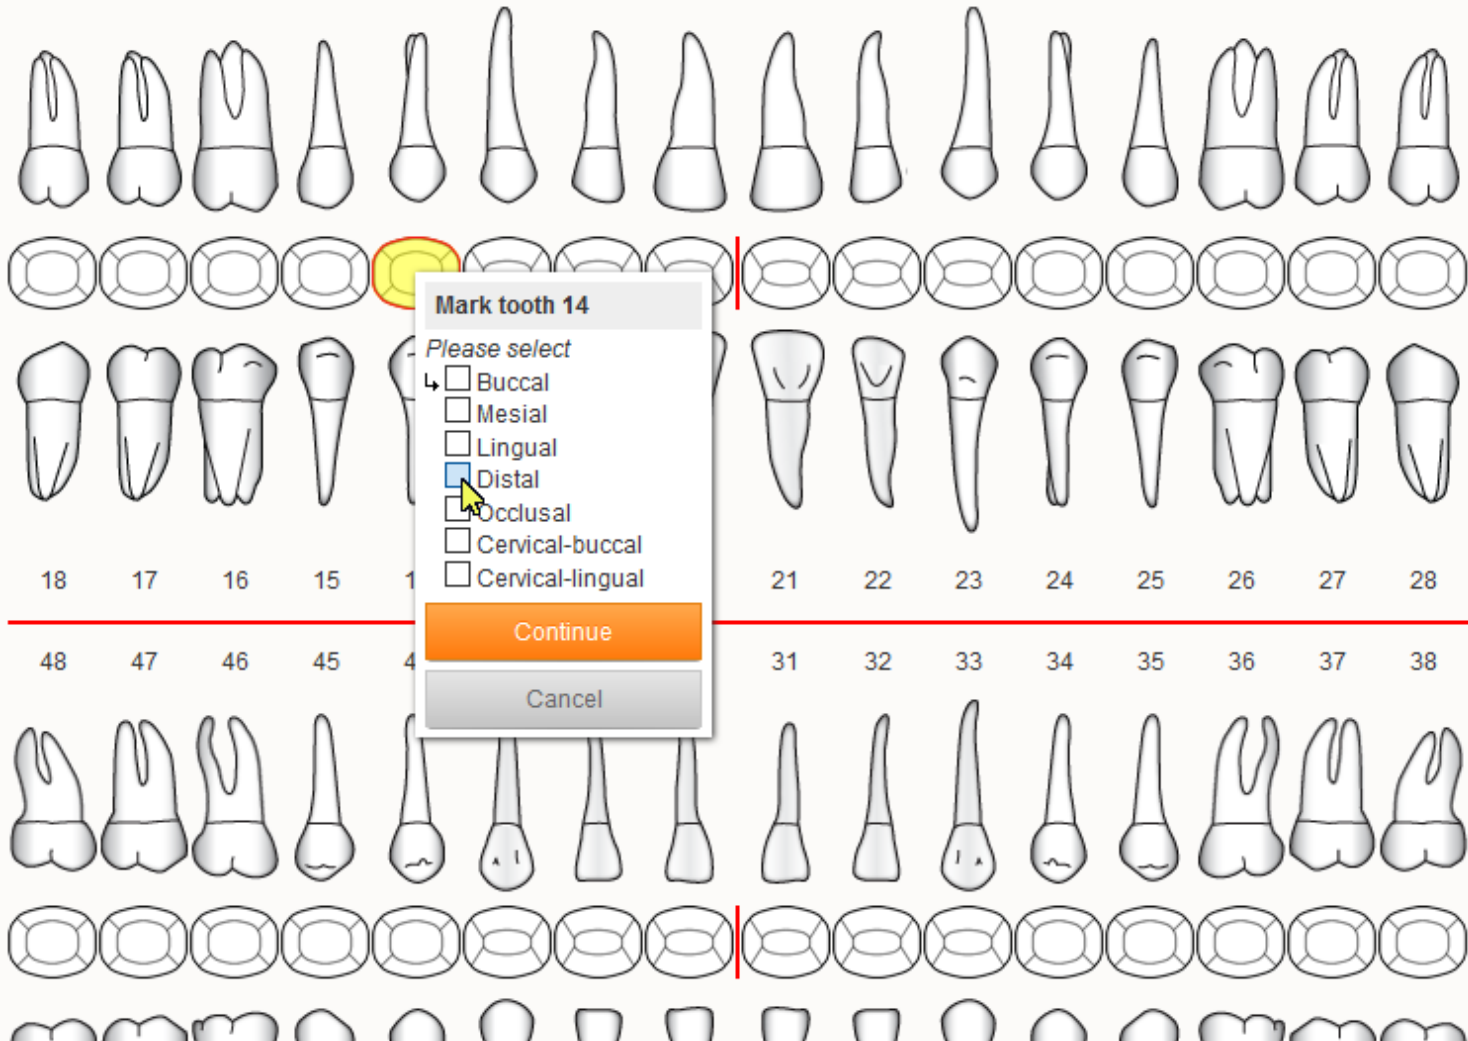 Mark tooth 14
Please select
Buccal
Mesial
Lingual
Distal
Occlusal
Cervical-buccal
Cervical-lingual
18 17 16 15 1 21 22 23 24 25 26 27 28
Continue
48 47 46 45 4 31 32 33 34 35 36 37 38
Cancel